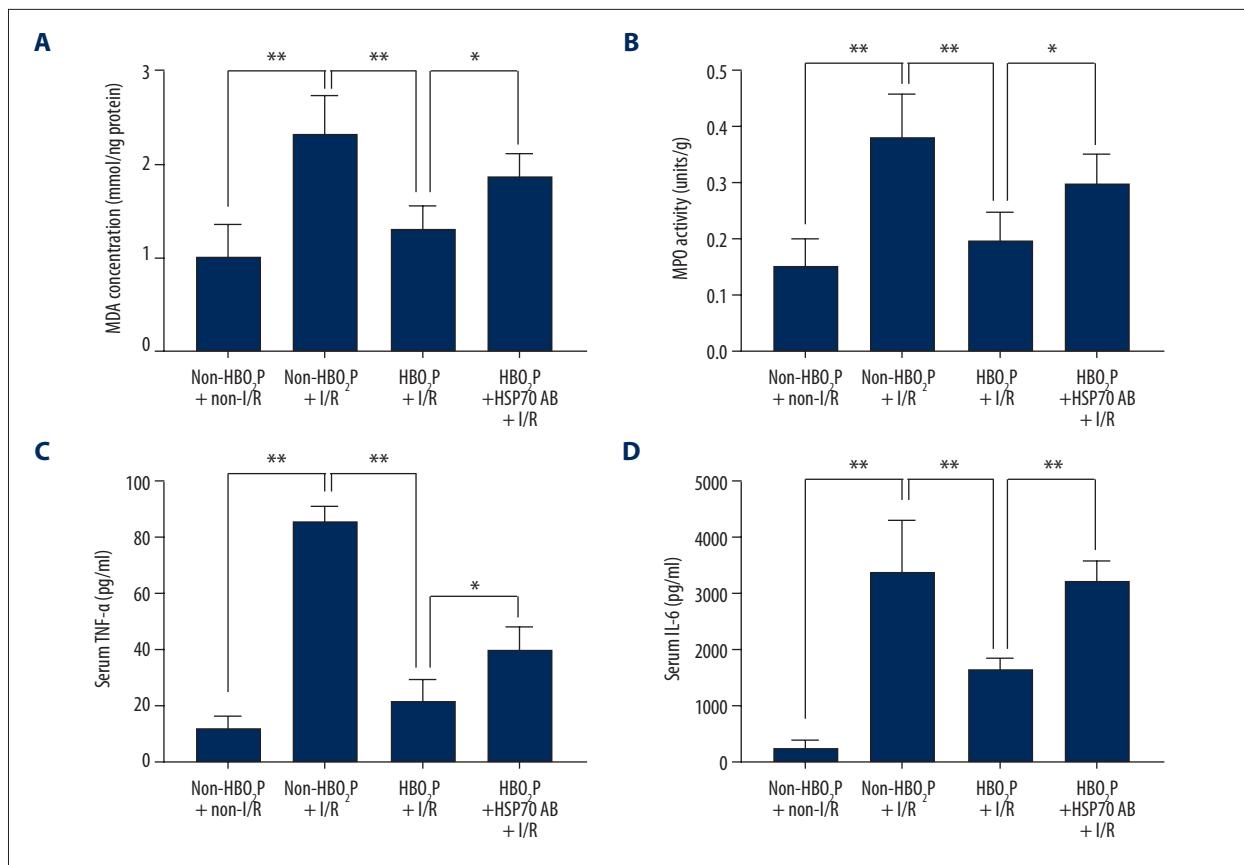 A
** ** *
MDA concentration (mmol/ng protein)
3
2
1
0
Non-HBO₂P + non-I/R
Non-HBO₂P + I/R
HBO₂P + I/R
HBO₂P +HSP70 AB + I/R
B
** ** *
MPO activity (units/g)
0.5
0.4
0.3
0.2
0.1
0.0
Non-HBO₂P + non-I/R
Non-HBO₂P + I/R
HBO₂P + I/R
HBO₂P +HSP70 AB + I/R
C
** **
*
Serum TNF-α (pg/ml)
100
80
60
40
20
0
Non-HBO₂P + non-I/R
Non-HBO₂P + I/R
HBO₂P + I/R
HBO₂P +HSP70 AB + I/R
D
** ** **
Serum IL-6 (pg/ml)
5000
4000
3000
2000
1000
0
Non-HBO₂P + non-I/R
Non-HBO₂P + I/R
HBO₂P + I/R
HBO₂P +HSP70 AB + I/R